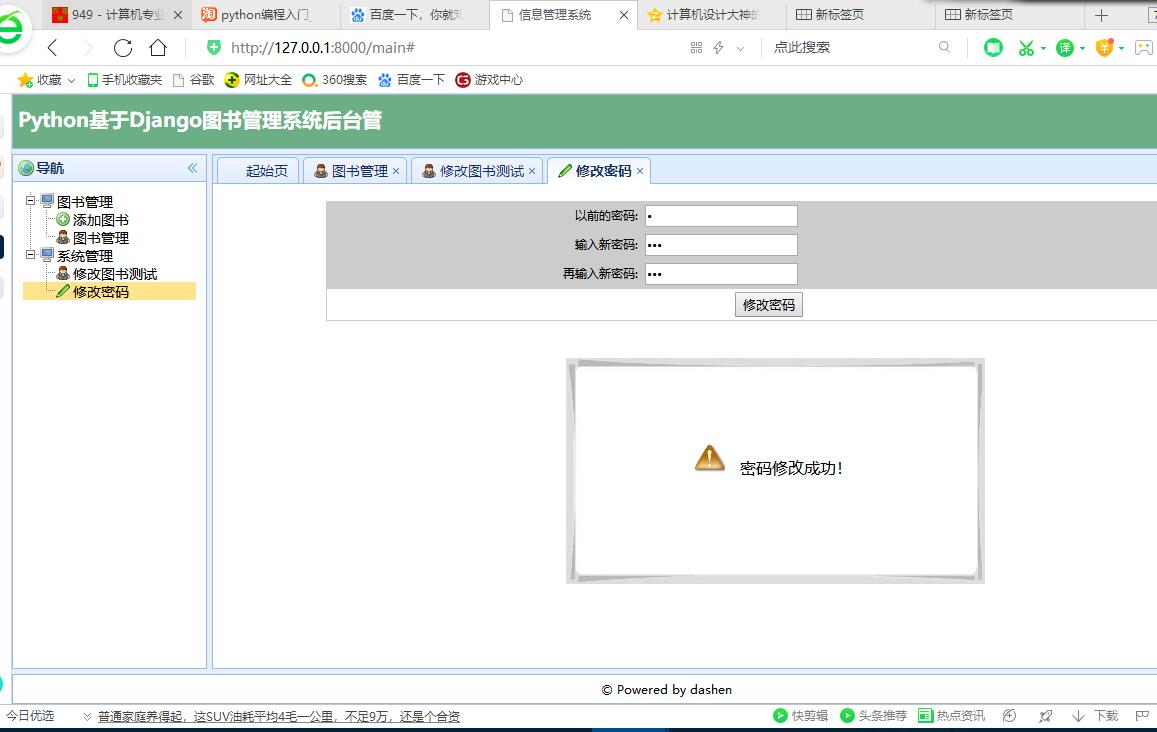 949 - 计算机专业
python编程入门_
百度一下，你就
信息管理系统
计算机设计大神
新标签页
新标签页
http://127.0.0.1:8000/main#
点此搜索
收藏 手机收藏夹 谷歌 网址大全 360搜索 百度一下 游戏中心
Python基于Django图书管理系统后台管
导航
图书管理
添加图书
图书管理
系统管理
修改图书测试
修改密码
起始页 图书管理 修改图书测试 修改密码
以前的密码: •
输入新密码: •••
再输入新密码: •••
修改密码
密码修改成功!
© Powered by dashen
今日优选 普通家庭养得起，这SUV油耗平均4毛一公里，不足9万，还是个合资 快剪辑 头条推荐 热点资讯 下载